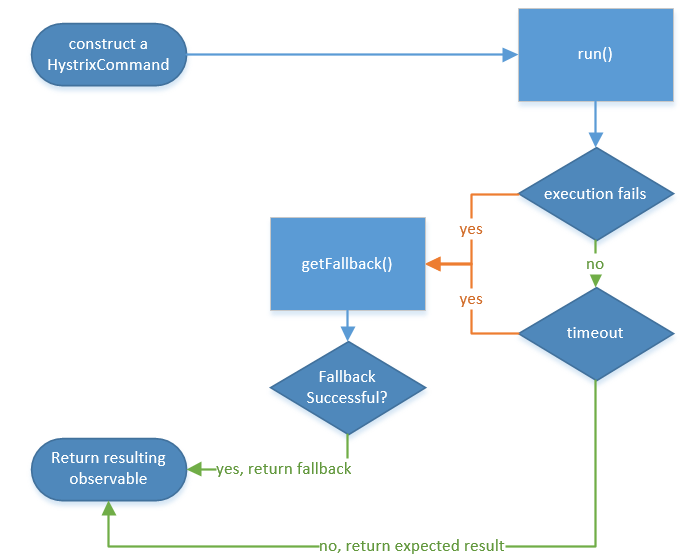 construct a
HystrixCommand
run()
execution fails
yes
getFallback()
no
yes
timeout
Fallback
Successful?
Return resulting
observable
yes, return fallback
no, return expected result